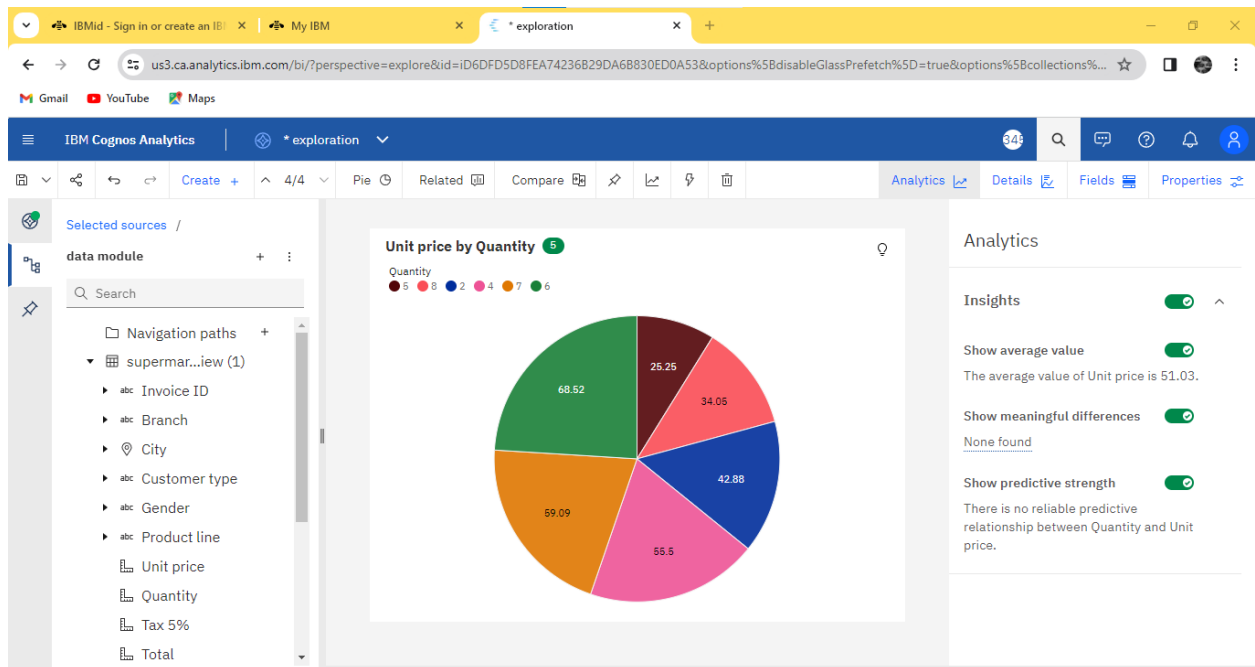 IBMid - Sign in or create an IB
My IBM
* exploration
us3.ca.analytics.ibm.com/bi/?perspective=explore&id=iD6DFD5D8FEA74236B29DA6B830ED0A53&options%5BdisableGlassPrefetch%5D=true&options%5Bcollections%...
Gmail YouTube Maps
IBM Cognos Analytics * exploration
Create + 4/4 Pie Related Compare Analytics Details Fields Properties
Selected sources /
data module
Search
Navigation paths
supermar...iew (1)
abc Invoice ID
abc Branch
City
abc Customer type
abc Gender
abc Product line
Unit price
Quantity
Tax 5%
Total
Unit price by Quantity 5
Quantity
5 8 2 4 7 6
25.25
34.05
42.88
55.5
59.09
68.52
Analytics
Insights
Show average value
The average value of Unit price is 51.03.
Show meaningful differences
None found
Show predictive strength
There is no reliable predictive
relationship between Quantity and Unit
price.